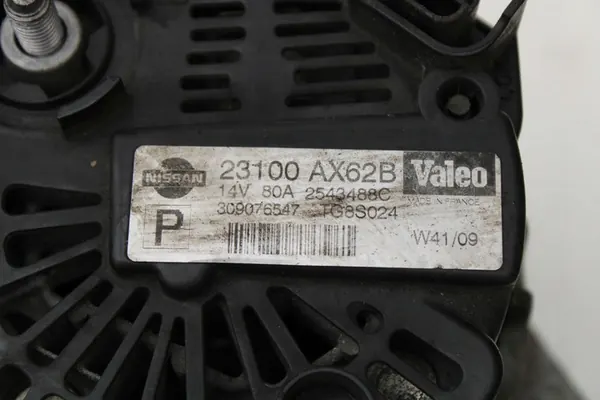 NISSAN 23100 AX62B Valeo
14V 80A 2543488C MADE IN FRANCE
309076547 TG8S024
P W41/09